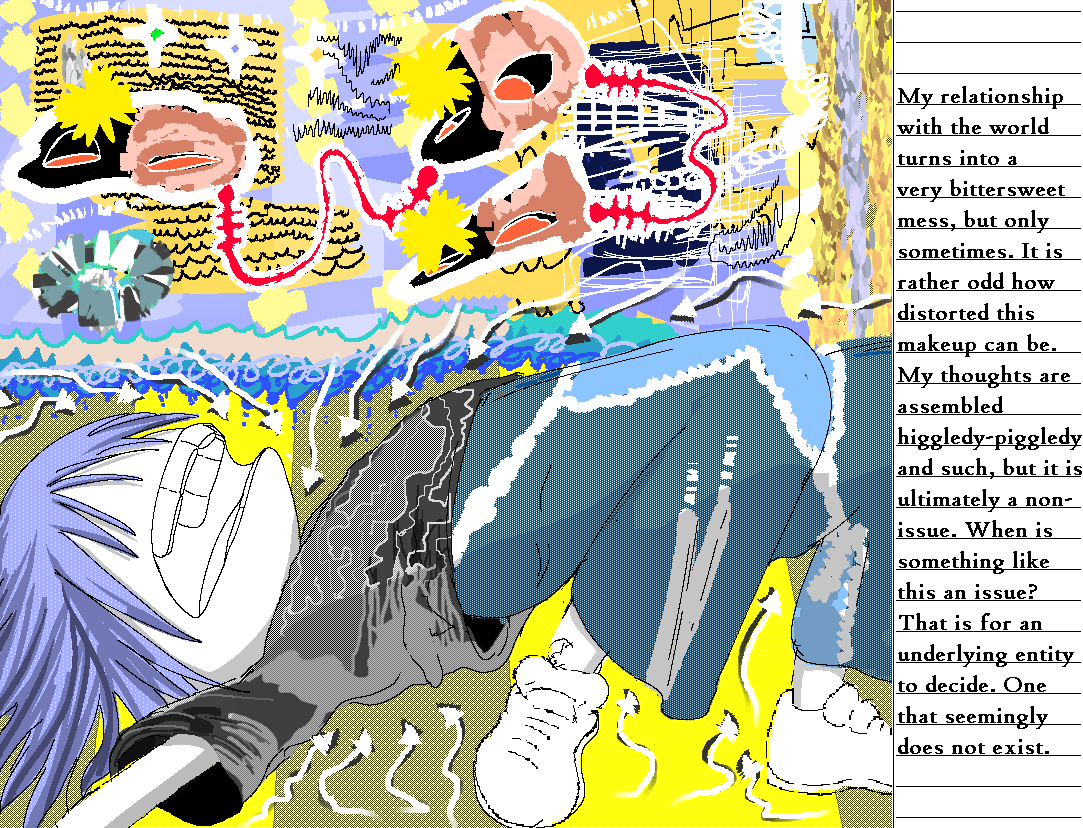 My relationship
with the world
turns into a
very bittersweet
mess, but only
sometimes. It is
rather odd how
distorted this
makeup can be.
My thoughts are
assembled
higgledy-piggledy
and such, but it is
ultimately a non-
issue. When is
something like
this an issue?
That is for an
underlying entity
to decide. One
that seemingly
does not exist.